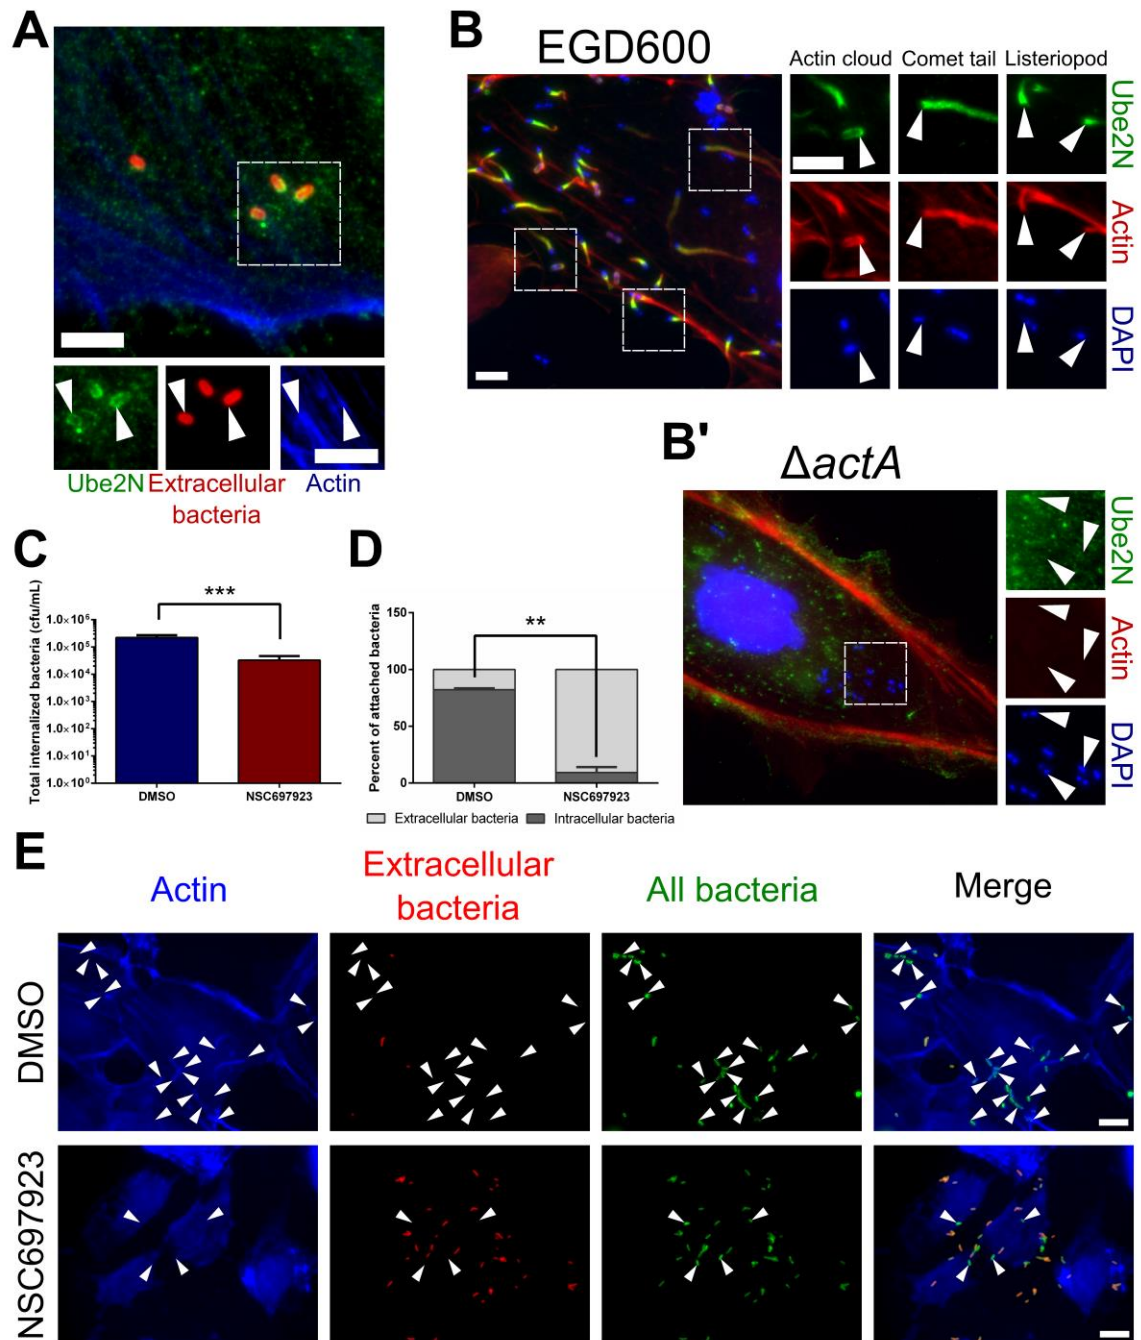 A
Ube2N
Extracellular
bacteria
Actin
B
EGD600
Actin cloud
Comet tail
Listeriopod
Ube2N
Actin
DAPI
B'
ΔactA
Ube2N
Actin
DAPI
C
***
Total internalized bacteria (cfu/mL)
1.0×10⁶
1.0×10⁵
1.0×10⁴
1.0×10³
1.0×10²
1.0×10¹
1.0×10⁰
DMSO
NSC697923
D
**
Percent of attached bacteria
150
100
50
0
DMSO
NSC697923
Extracellular bacteria
Intracellular bacteria
E
Actin
Extracellular
bacteria
All bacteria
Merge
DMSO
NSC697923